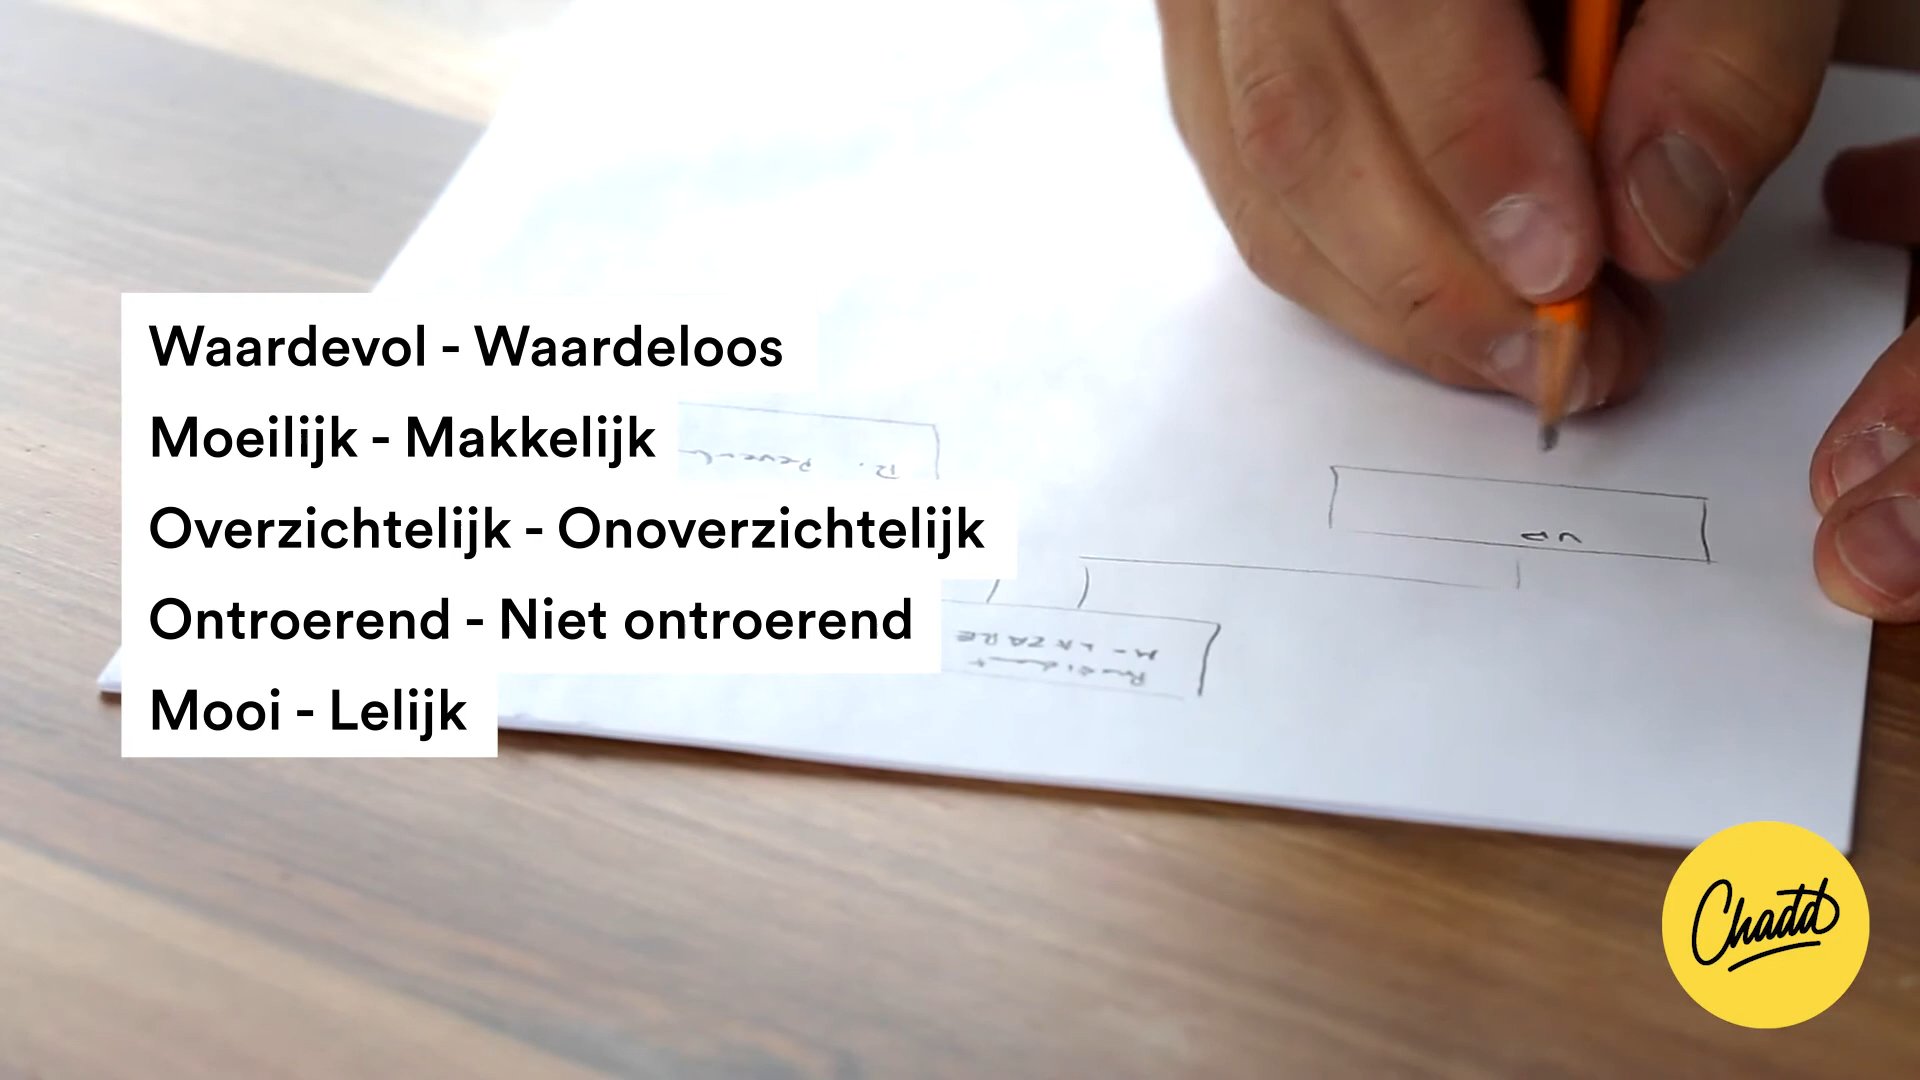 Waardevol - Waardeloos
Moeilijk - Makkelijk
Overzichtelijk - Onoverzichtelijk
Ontroerend - Niet ontroerend
Mooi - Lelijk
Chadd